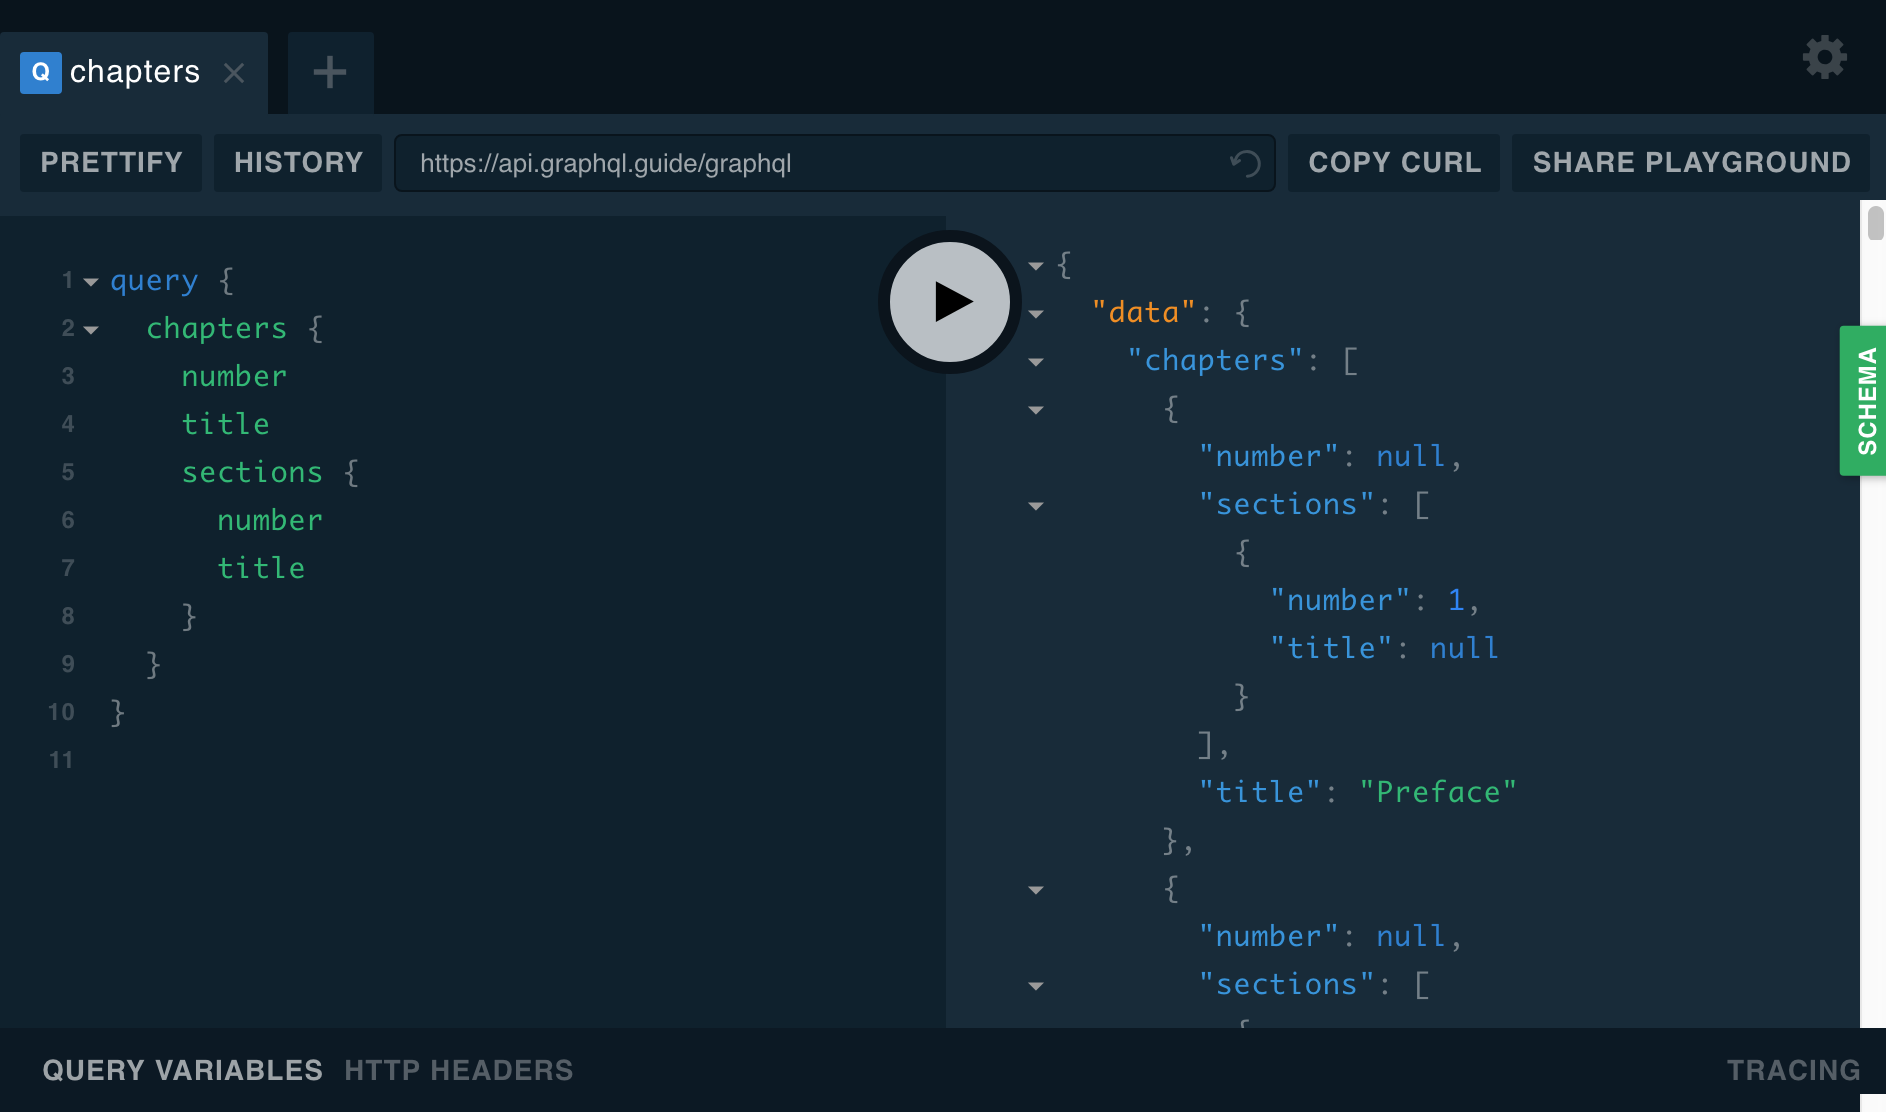 Q chapters
PRETTIFY HISTORY https://api.graphql.guide/graphql COPY CURL SHARE PLAYGROUND
1 query {
2   chapters {
3     number
4     title
5     sections {
6       number
7       title
8     }
9   }
10 }
11
{
  "data": {
    "chapters": [
      {
        "number": null,
        "sections": [
          {
            "number": 1,
            "title": null
          }
        ],
        "title": "Preface"
      },
      {
        "number": null,
        "sections": [
          {
SCHEMA
QUERY VARIABLES HTTP HEADERS TRACING